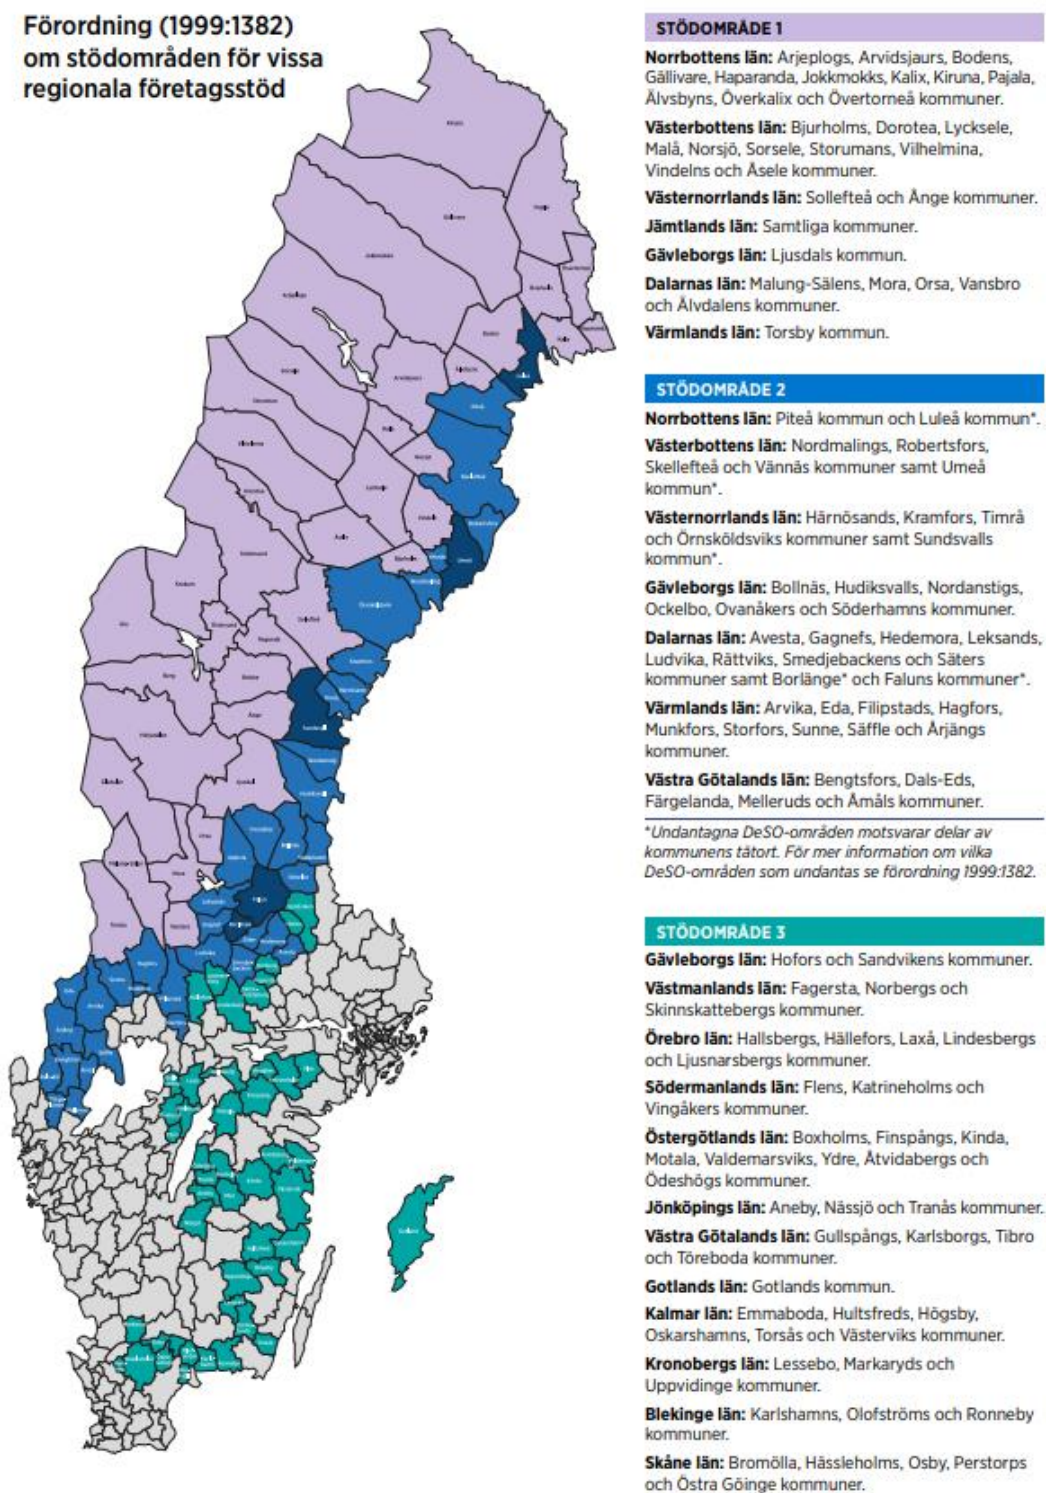 Förordning (1999:1382)
om stödområden för vissa
regionala företagsstöd
STÖDOMRÅDE 1
Norrbottens län: Arjeplogs, Arvidsjaurs, Bodens,
Gällivare, Haparanda, Jokkmokks, Kalix, Kiruna, Pajala,
Älvsbyns, Överkalix och Övertorneå kommuner.
Västerbottens län: Bjurholms, Dorotea, Lycksele,
Malå, Norsjö, Sorsele, Storumans, Vilhelmina,
Vindelns och Åsele kommuner.
Västernorrlands län: Sollefteå och Ånge kommuner.
Jämtlands län: Samtliga kommuner.
Gävleborgs län: Ljusdals kommun.
Dalarnas län: Malung-Sälens, Mora, Orsa, Vansbro
och Älvdalens kommuner.
Värmlands län: Torsby kommun.
STÖDOMRÅDE 2
Norrbottens län: Piteå kommun och Luleå kommun*.
Västerbottens län: Nordmalings, Robertsfors,
Skellefteå och Vännäs kommuner samt Umeå
kommun*.
Västernorrlands län: Härnösands, Kramfors, Timrå
och Örnsköldsviks kommuner samt Sundsvalls
kommun*.
Gävleborgs län: Bollnäs, Hudiksvalls, Nordanstigs,
Ockelbo, Ovanåkers och Söderhamns kommuner.
Dalarnas län: Avesta, Gagnefs, Hedemora, Leksands,
Ludvika, Rättviks, Smedjebackens och Säters
kommuner samt Borlänge* och Faluns kommuner*.
Värmlands län: Arvika, Eda, Filipstads, Hagfors,
Munkfors, Storfors, Sunne, Säffle och Årjängs
kommuner.
Västra Götalands län: Bengtsfors, Dals-Eds,
Färgelanda, Melleruds och Åmåls kommuner.
*Undantagna DeSO-områden motsvarar delar av
kommunens tätort. För mer information om vilka
DeSO-områden som undantas se förordning 1999:1382.
STÖDOMRÅDE 3
Gävleborgs län: Hofors och Sandvikens kommuner.
Västmanlands län: Fagersta, Norbergs och
Skinnskattebergs kommuner.
Örebro län: Hallsbergs, Hällefors, Laxå, Lindesbergs
och Ljusnarsbergs kommuner.
Södermanlands län: Flens, Katrineholms och
Vingåkers kommuner.
Östergötlands län: Boxholms, Finspångs, Kinda,
Motala, Valdemarsviks, Ydre, Åtvidabergs och
Ödeshögs kommuner.
Jönköpings län: Aneby, Nässjö och Tranås kommuner.
Västra Götalands län: Gullspångs, Karlsborgs, Tibro
och Töreboda kommuner.
Gotlands län: Gotlands kommun.
Kalmar län: Emmaboda, Hultsfreds, Högsby,
Oskarshamns, Torsås och Västerviks kommuner.
Kronobergs län: Lessebo, Markaryds och
Uppvidinge kommuner.
Blekinge län: Karlshamns, Olofströms och Ronneby
kommuner.
Skåne län: Bromölla, Hässleholms, Osby, Perstorps
och Östra Göinge kommuner.